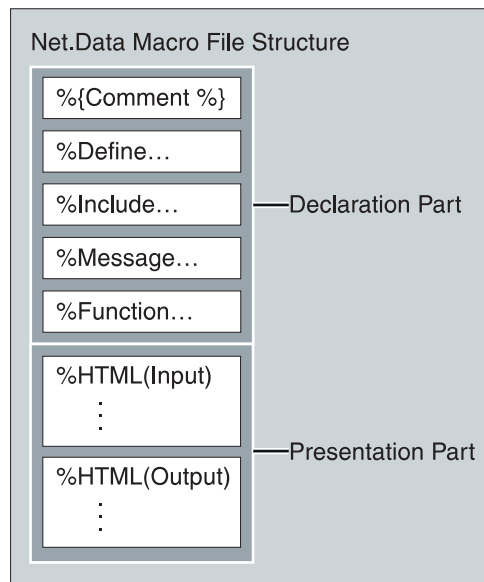 Net.Data Macro File Structure
%{Comment %}
%Define…
%Include…
Declaration Part
%Message…
%Function…
%HTML(Input)
⋮
Presentation Part
%HTML(Output)
⋮